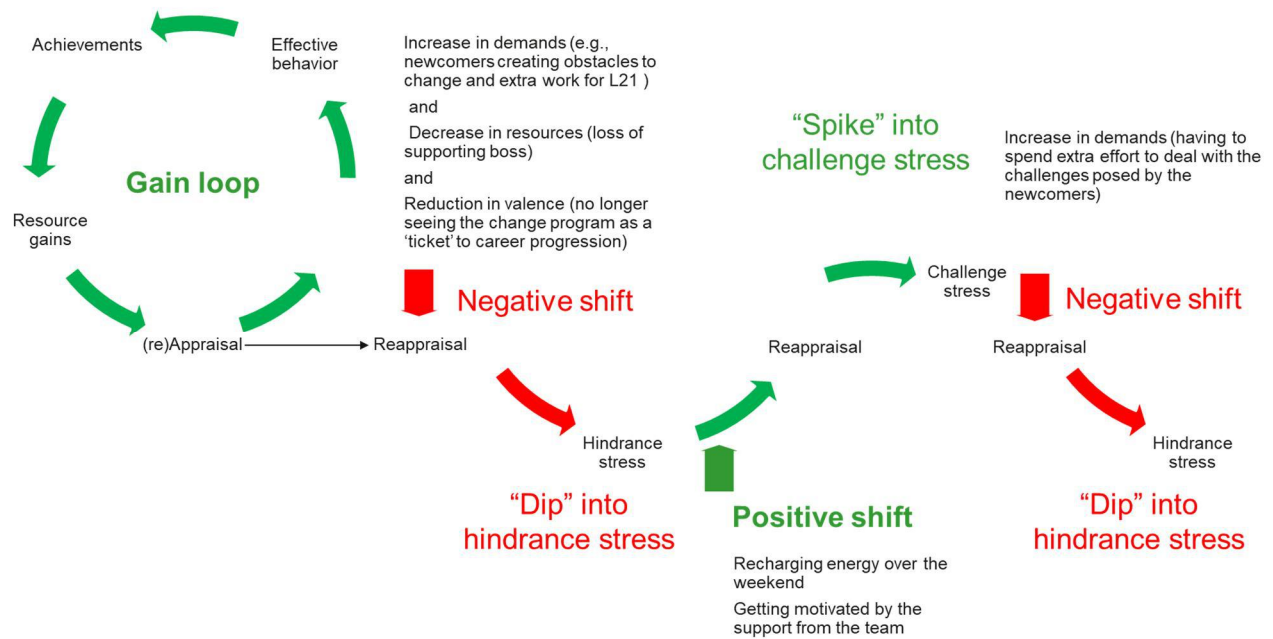 Achievements
Effective
behavior
Gain loop
Resource
gains
(re)Appraisal
Increase in demands (e.g.,
newcomers creating obstacles to
change and extra work for L21 )
and
Decrease in resources (loss of
supporting boss)
and
Reduction in valence (no longer
seeing the change program as a
‘ticket’ to career progression)
Negative shift
Reappraisal
Hindrance
stress
“Dip” into
hindrance stress
Positive shift
Recharging energy over the
weekend
Getting motivated by the
support from the team
Reappraisal
“Spike” into
challenge stress
Challenge
stress
Increase in demands (having to
spend extra effort to deal with the
challenges posed by the
newcomers)
Negative shift
Reappraisal
Hindrance
stress
“Dip” into
hindrance stress